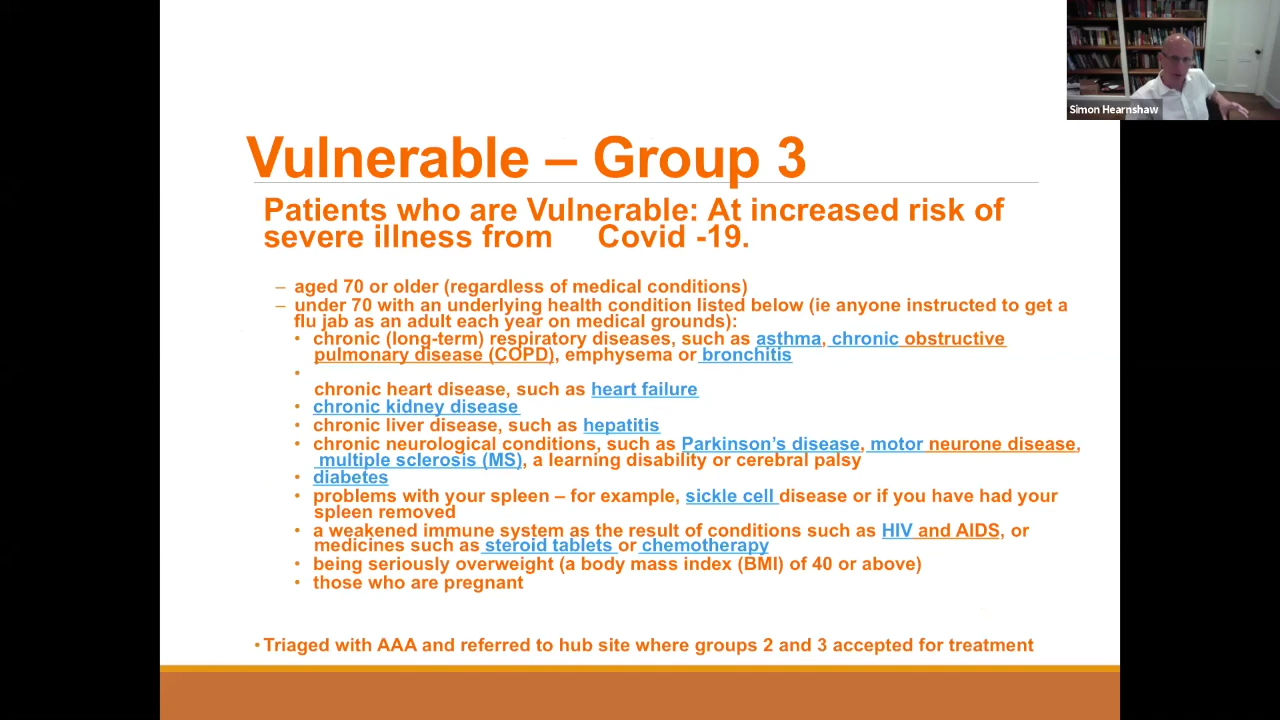 Simon Hearnshaw
Vulnerable – Group 3
Patients who are Vulnerable: At increased risk of
severe illness from Covid -19.
– aged 70 or older (regardless of medical conditions)
– under 70 with an underlying health condition listed below (ie anyone instructed to get a
flu jab as an adult each year on medical grounds):
• chronic (long-term) respiratory diseases, such as asthma, chronic obstructive
pulmonary disease (COPD), emphysema or bronchitis
•
chronic heart disease, such as heart failure
• chronic kidney disease
• chronic liver disease, such as hepatitis
• chronic neurological conditions, such as Parkinson’s disease, motor neurone disease,
multiple sclerosis (MS), a learning disability or cerebral palsy
• diabetes
• problems with your spleen – for example, sickle cell disease or if you have had your
spleen removed
• a weakened immune system as the result of conditions such as HIV and AIDS, or
medicines such as steroid tablets or chemotherapy
• being seriously overweight (a body mass index (BMI) of 40 or above)
• those who are pregnant
• Triaged with AAA and referred to hub site where groups 2 and 3 accepted for treatment